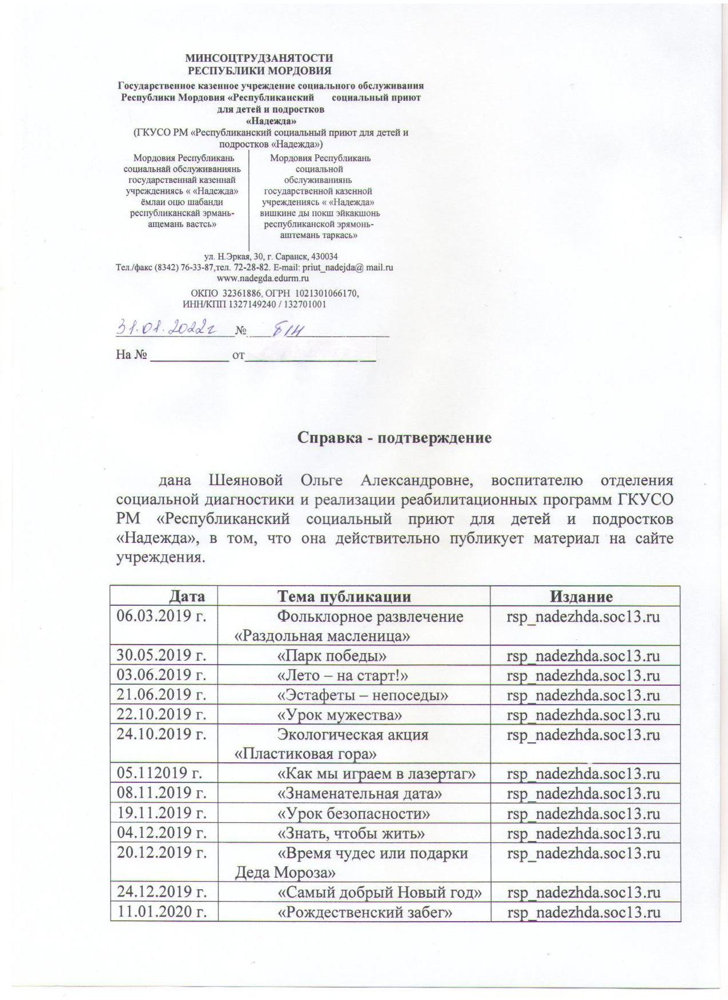 МИНСОЦТРУДЗАНЯТОСТИ
РЕСПУБЛИКИ МОРДОВИЯ
Государственное казенное учреждение социального обслуживания
Республики Мордовия «Республиканский социальный приют
для детей и подростков
«Надежда»
(ГКУСО РМ «Республиканский социальный приют для детей и
подростков «Надежда»)
Мордовия Республикань
социальнай обслуживаниянь
государственнай казеннай
учреждениясь « «Надежда»
ёмлаи оцю шабанди
республиканскай эрмань-
ащемань вастсь»
Мордовия Республикань
социальной
обслуживаниянь
государственной казенной
учреждениясь « «Надежда»
вишкине ды покш эйкакшонь
республиканской эрямонь-
аштемань таркась»
ул. Н.Эркая, 30, г. Саранск, 430034
Тел./факс (8342) 76-33-87,тел. 72-28-82. E-mail: priut_nadejda@ mail.ru
www.nadegda.edurm.ru
ОКПО 32361886, ОГРН 1021301066170,
ИНН/КПП 1327149240 / 132701001
31.01.2022г № б/н
На № ____________ от____________________
Справка - подтверждение
дана Шеяновой Ольге Александровне, воспитателю отделения
социальной диагностики и реализации реабилитационных программ ГКУСО
РМ «Республиканский социальный приют для детей и подростков
«Надежда», в том, что она действительно публикует материал на сайте
учреждения.
Дата Тема публикации Издание
06.03.2019 г. Фольклорное развлечение rsp_nadezhda.soc13.ru
«Раздольная масленица»
30.05.2019 г. «Парк победы» rsp_nadezhda.soc13.ru
03.06.2019 г. «Лето – на старт!» rsp_nadezhda.soc13.ru
21.06.2019 г. «Эстафеты – непоседы» rsp_nadezhda.soc13.ru
22.10.2019 г. «Урок мужества» rsp_nadezhda.soc13.ru
24.10.2019 г. Экологическая акция rsp_nadezhda.soc13.ru
«Пластиковая гора»
05.112019 г. «Как мы играем в лазертаг» rsp_nadezhda.soc13.ru
08.11.2019 г. «Знаменательная дата» rsp_nadezhda.soc13.ru
19.11.2019 г. «Урок безопасности» rsp_nadezhda.soc13.ru
04.12.2019 г. «Знать, чтобы жить» rsp_nadezhda.soc13.ru
20.12.2019 г. «Время чудес или подарки rsp_nadezhda.soc13.ru
Деда Мороза»
24.12.2019 г. «Самый добрый Новый год» rsp_nadezhda.soc13.ru
11.01.2020 г. «Рождественский забег» rsp_nadezhda.soc13.ru